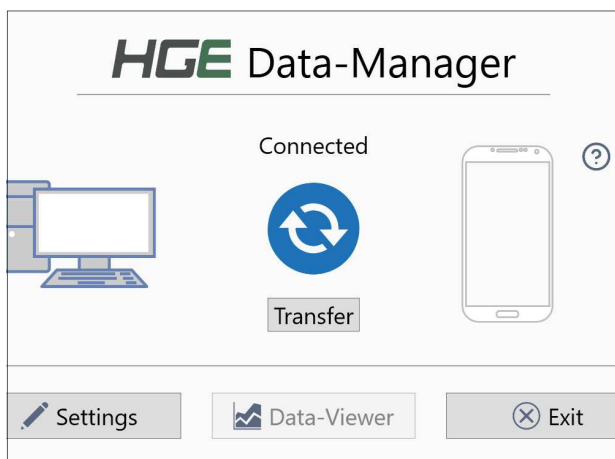 HGE Data-Manager
Connected
?
Transfer
Settings
Data-Viewer
Exit